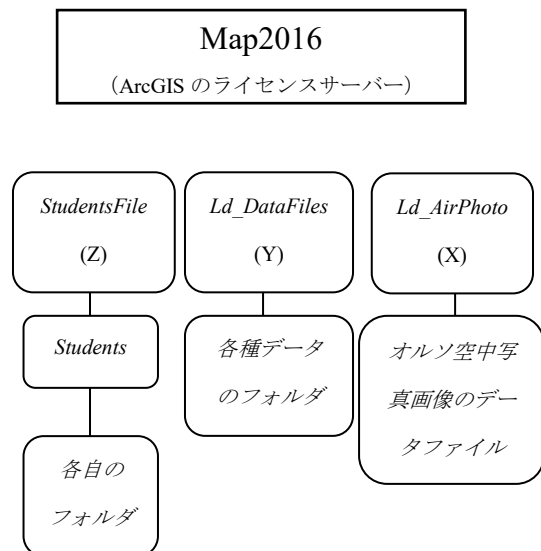 Map2016
（ArcGIS のライセンスサーバー）
StudentsFile
(Z)
Students
各自の
フォルダ
Ld_DataFiles
(Y)
各種データ
のフォルダ
Ld_AirPhoto
(X)
オルソ空中写
真画像のデー
タファイル